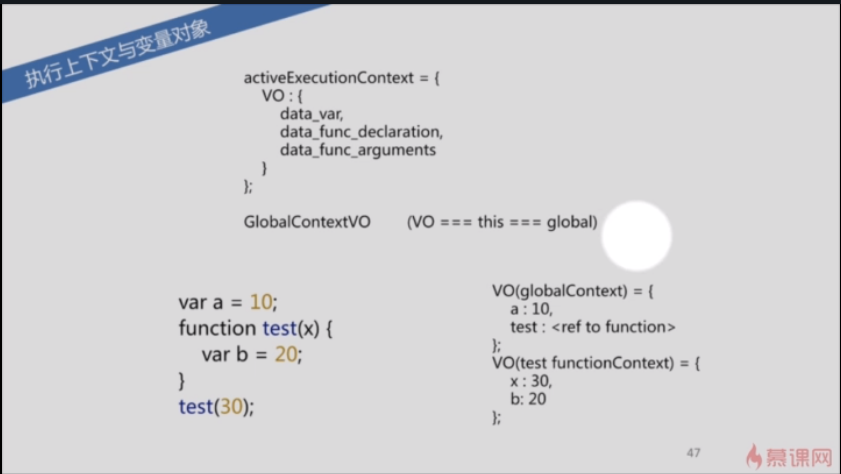 执行上下文与变量对象
activeExecutionContext = {
VO : {
data_var,
data_func_declaration,
data_func_arguments
}
};
GlobalContextVO (VO === this === global)
var a = 10;
function test(x) {
var b = 20;
}
test(30);
VO(globalContext) = {
a : 10,
test : <ref to function>
};
VO(test functionContext) = {
x : 30,
b: 20
};
47
慕课网